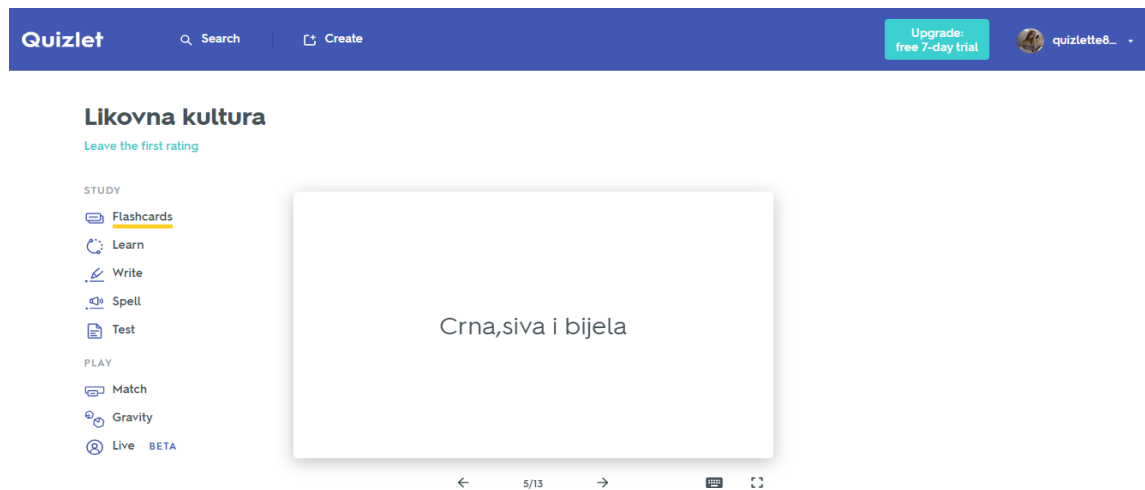 Quizlet
Search
Create
Upgrade:
free 7-day trial
quizlette8...
Likovna kultura
Leave the first rating
STUDY
Flashcards
Learn
Write
Spell
Test
PLAY
Match
Gravity
Live BETA
Crna,siva i bijela
5/13